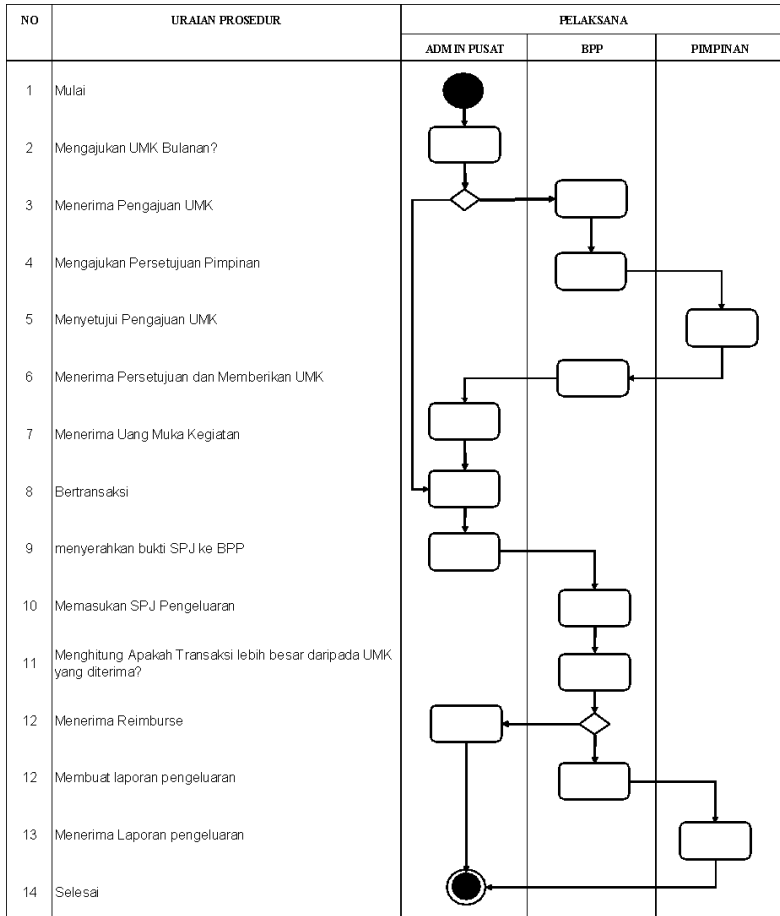 NO URAIAN PROSEDUR PELAKSANA
ADMIN PUSAT BPP PIMPINAN
1 Mulai
2 Mengajukan UMK Bulanan?
3 Menerima Pengajuan UMK
4 Mengajukan Persetujuan Pimpinan
5 Menyetujui Pengajuan UMK
6 Menerima Persetujuan dan Memberikan UMK
7 Menerima Uang Muka Kegiatan
8 Bertransaksi
9 menyerahkan bukti SPJ ke BPP
10 Memasukan SPJ Pengeluaran
11 Menghitung Apakah Transaksi lebih besar daripada UMK
yang diterima?
12 Menerima Reimburse
12 Membuat laporan pengeluaran
13 Menerima Laporan pengeluaran
14 Selesai